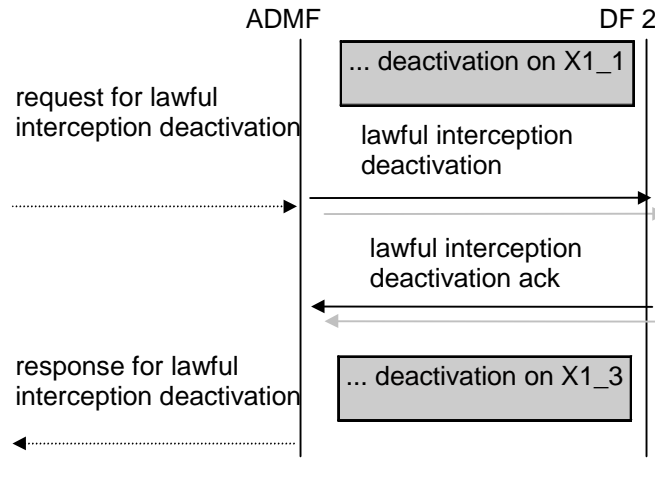 ADMF DF 2
... deactivation on X1_1
request for lawful
interception deactivation
lawful interception
deactivation
lawful interception
deactivation ack
response for lawful
interception deactivation
... deactivation on X1_3